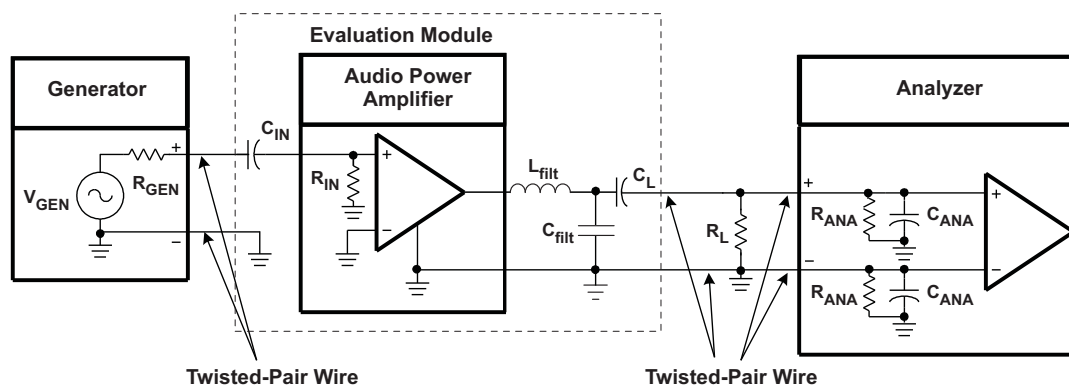 Evaluation Module
Generator
Audio Power
Amplifier
Analyzer
C_IN
+
R_GEN
V_GEN
−
R_IN
+
−
L_filt
C_L
C_filt
R_L
+
R_ANA
C_ANA
+
−
R_ANA
C_ANA
−
Twisted-Pair Wire
Twisted-Pair Wire